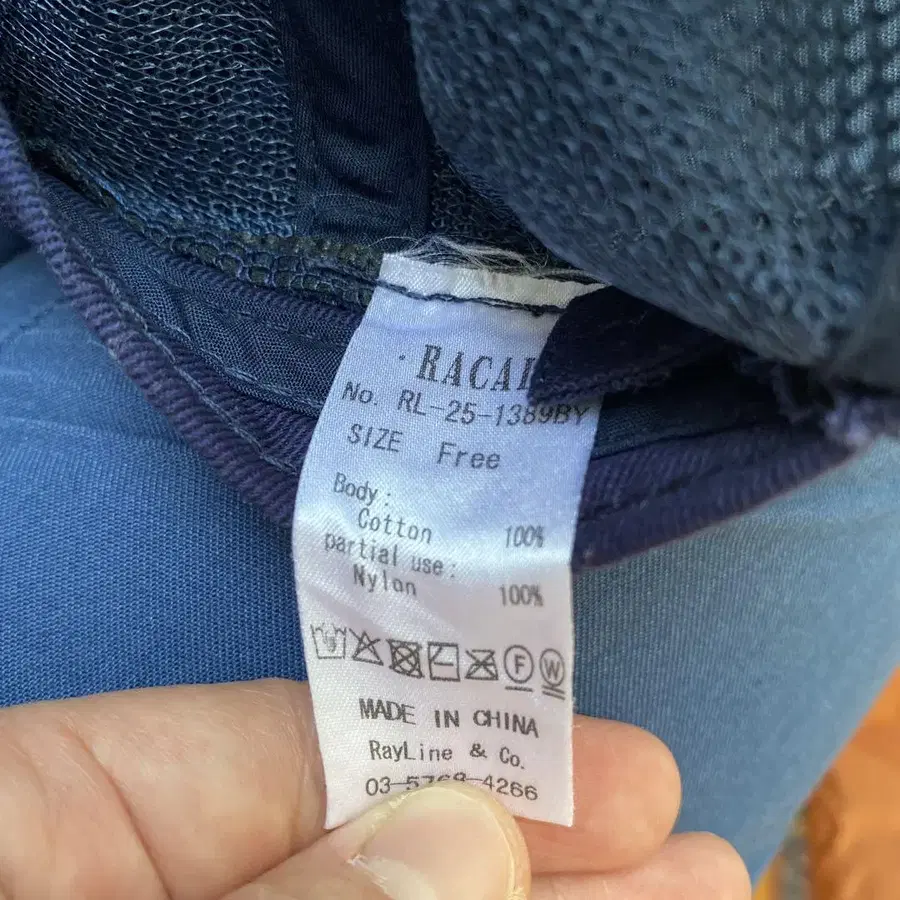 RACAL
No. RL-25-1389BY
SIZE Free
Body:
Cotton 100%
partial use:
Nylon 100%
F W
MADE IN CHINA
RayLine & Co.
03-5768-4266